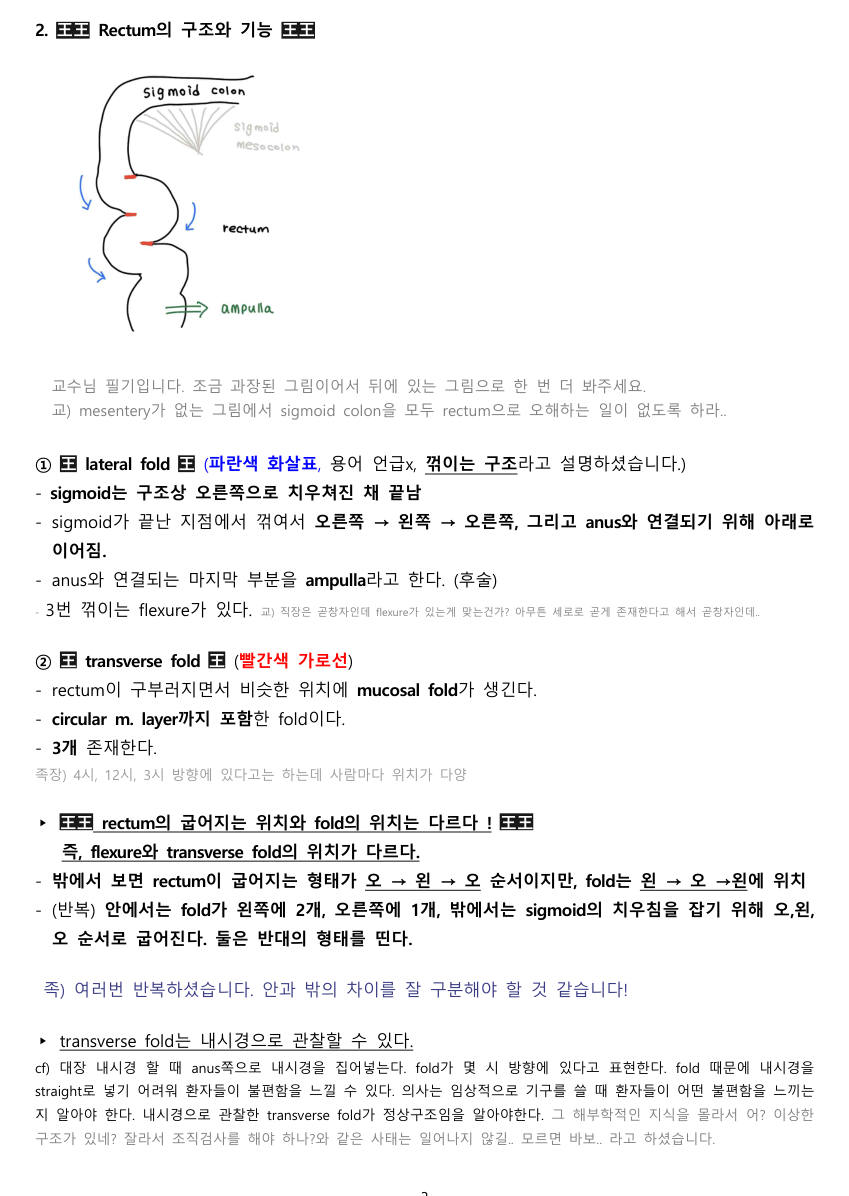 2. 王王 Rectum의 구조와 기능 王王
sigmoid colon
sigmoid
mesocolon
rectum
ampulla
교수님 필기입니다. 조금 과장된 그림이어서 뒤에 있는 그림으로 한 번 더 봐주세요.
교) mesentery가 없는 그림에서 sigmoid colon을 모두 rectum으로 오해하는 일이 없도록 하라..
① 王 lateral fold 王 (파란색 화살표, 용어 언급x, 꺾이는 구조라고 설명하셨습니다.)
- sigmoid는 구조상 오른쪽으로 치우쳐진 채 끝남
- sigmoid가 끝난 지점에서 꺾여서 오른쪽 → 왼쪽 → 오른쪽, 그리고 anus와 연결되기 위해 아래로
이어짐.
- anus와 연결되는 마지막 부분을 ampulla라고 한다. (후술)
- 3번 꺾이는 flexure가 있다. 교) 직장은 곧창자인데 flexure가 있는게 맞는건가? 아무튼 세로로 곧게 존재한다고 해서 곧창자인데..
② 王 transverse fold 王 (빨간색 가로선)
- rectum이 구부러지면서 비슷한 위치에 mucosal fold가 생긴다.
- circular m. layer까지 포함한 fold이다.
- 3개 존재한다.
족장) 4시, 12시, 3시 방향에 있다고는 하는데 사람마다 위치가 다양
▶ 王王 rectum의 굽어지는 위치와 fold의 위치는 다르다 ! 王王
즉, flexure와 transverse fold의 위치가 다르다.
- 밖에서 보면 rectum이 굽어지는 형태가 오 → 왼 → 오 순서이지만, fold는 왼 → 오 →왼에 위치
- (반복) 안에서는 fold가 왼쪽에 2개, 오른쪽에 1개, 밖에서는 sigmoid의 치우침을 잡기 위해 오,왼,
오 순서로 굽어진다. 둘은 반대의 형태를 띤다.
족) 여러번 반복하셨습니다. 안과 밖의 차이를 잘 구분해야 할 것 같습니다!
▶ transverse fold는 내시경으로 관찰할 수 있다.
cf) 대장 내시경 할 때 anus쪽으로 내시경을 집어넣는다. fold가 몇 시 방향에 있다고 표현한다. fold 때문에 내시경을
straight로 넣기 어려워 환자들이 불편함을 느낄 수 있다. 의사는 임상적으로 기구를 쓸 때 환자들이 어떤 불편함을 느끼는
지 알아야 한다. 내시경으로 관찰한 transverse fold가 정상구조임을 알아야한다. 그 해부학적인 지식을 몰라서 어? 이상한
구조가 있네? 잘라서 조직검사를 해야 하나?와 같은 사태는 일어나지 않길.. 모르면 바보.. 라고 하셨습니다.